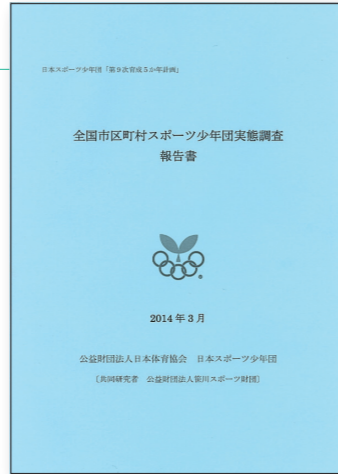 日本スポーツ少年団「第9次育成5か年計画」
全国市区町村スポーツ少年団実態調査
報告書
®
2014年3月
公益財団法人日本体育協会 日本スポーツ少年団
〔共同研究者 公益財団法人笹川スポーツ財団〕